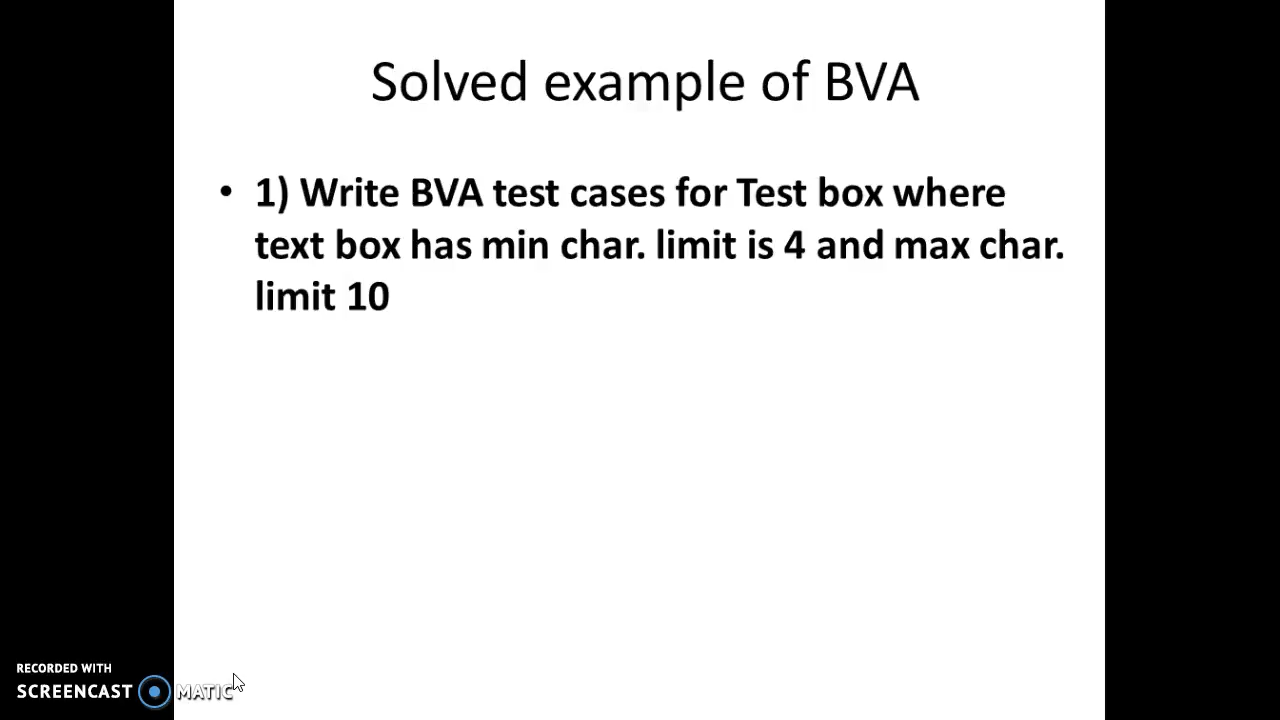 Solved example of BVA
• 1) Write BVA test cases for Test box where
text box has min char. limit is 4 and max char.
limit 10
RECORDED WITH
SCREENCAST MATIC